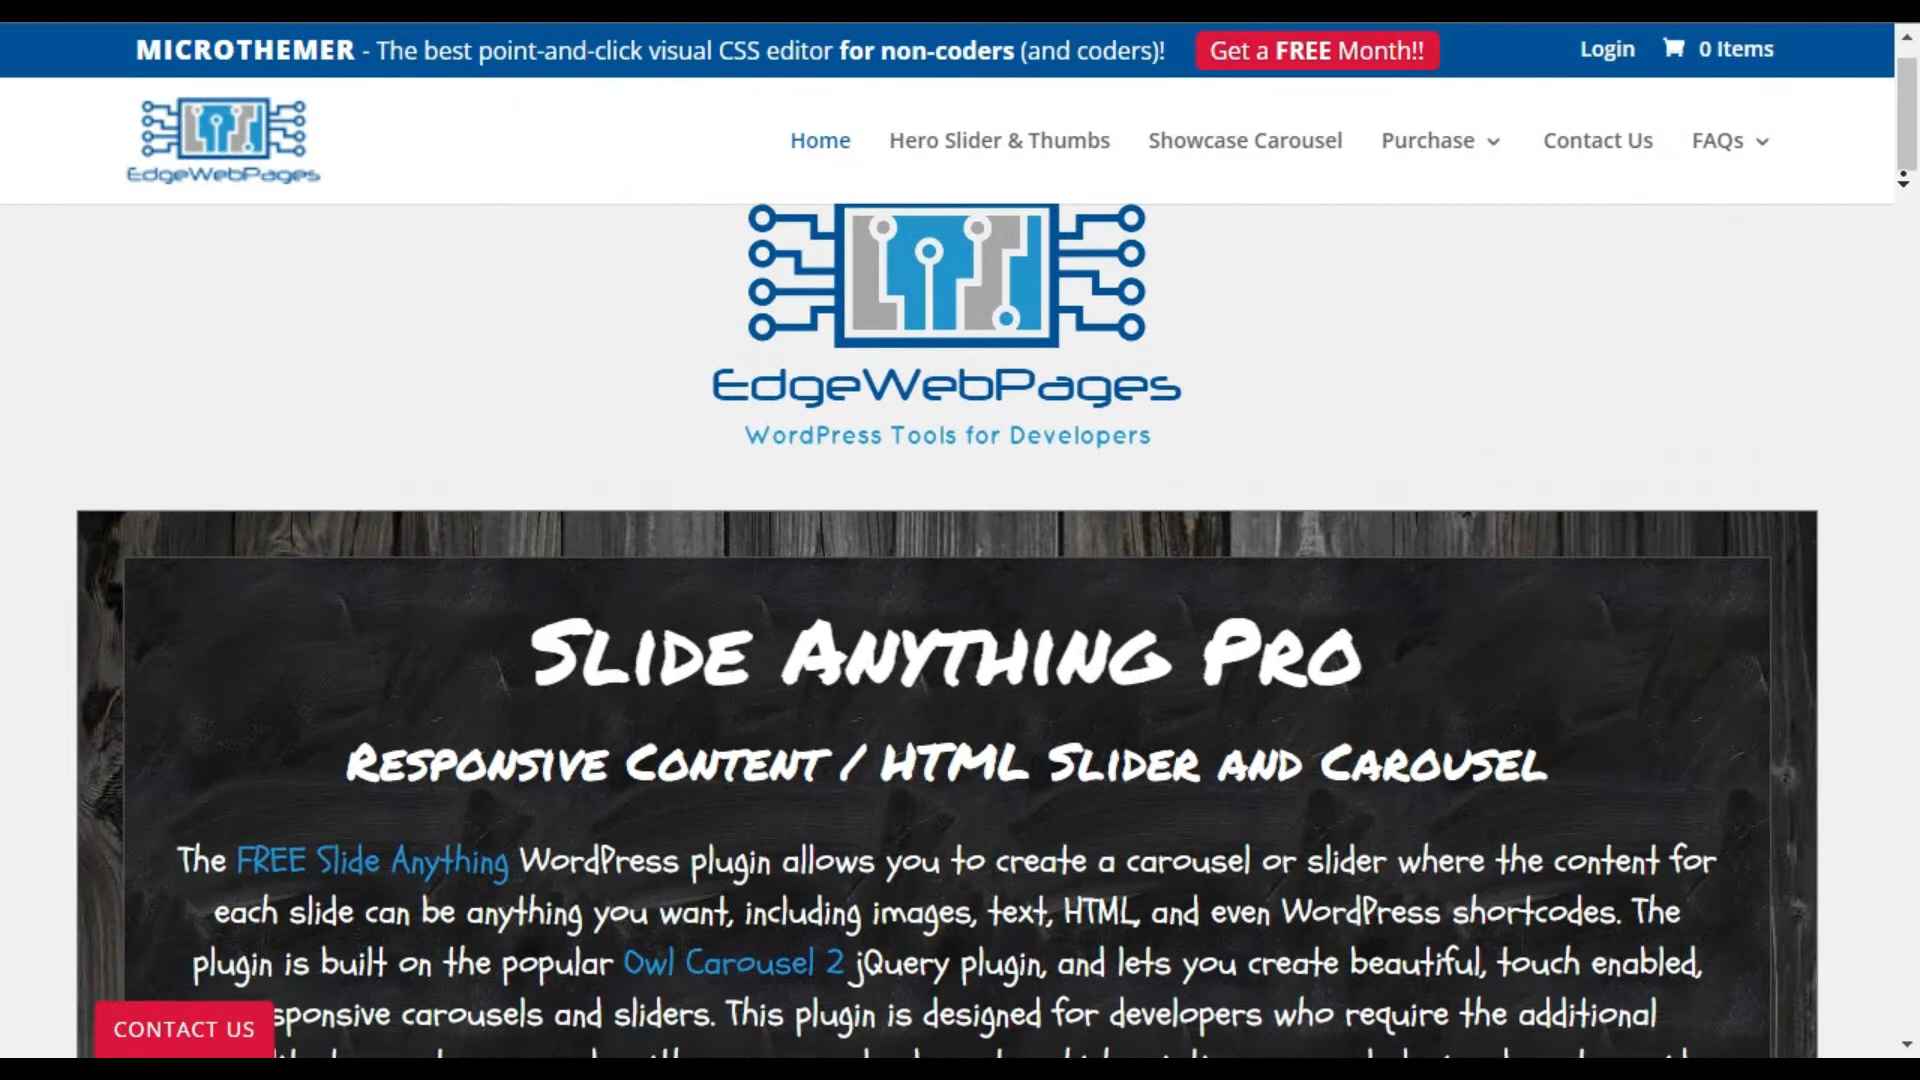 MICROTHEMER - The best point-and-click visual CSS editor for non-coders (and coders)! Get a FREE Month!! Login 0 Items
EdgeWebPages
Home Hero Slider & Thumbs Showcase Carousel Purchase Contact Us FAQs
EdgeWebPages
WordPress Tools for Developers
SLIDE ANYTHING PRO
RESPONSIVE CONTENT / HTML SLIDER AND CAROUSEL
The FREE Slide Anything WordPress plugin allows you to create a carousel or slider where the content for
each slide can be anything you want, including images, text, HTML, and even WordPress shortcodes. The
plugin is built on the popular Owl Carousel 2 jQuery plugin, and lets you create beautiful, touch enabled,
sponsive carousels and sliders. This plugin is designed for developers who require the additional
CONTACT US